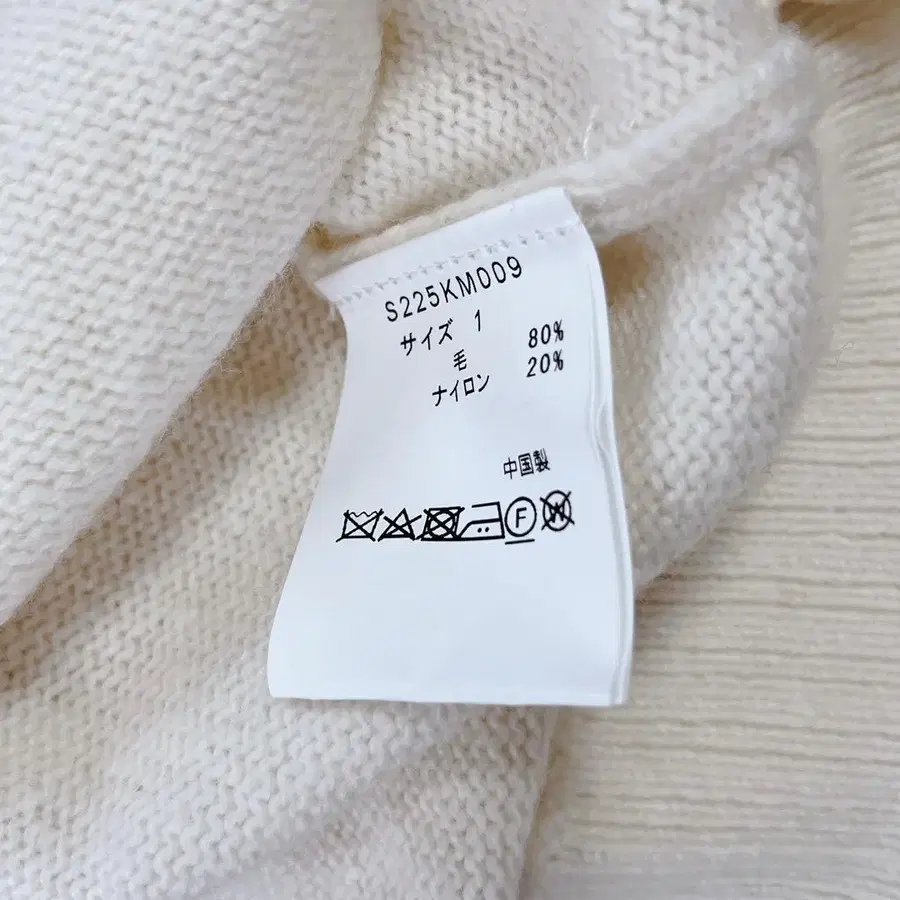 S225KM009
サイズ 1
毛 80%
ナイロン 20%
中国製
F W